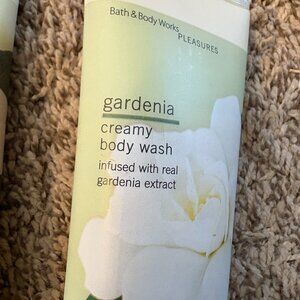 Bath & Body Works
PLEASURES
gardenia
creamy
body wash
infused with real
gardenia extract